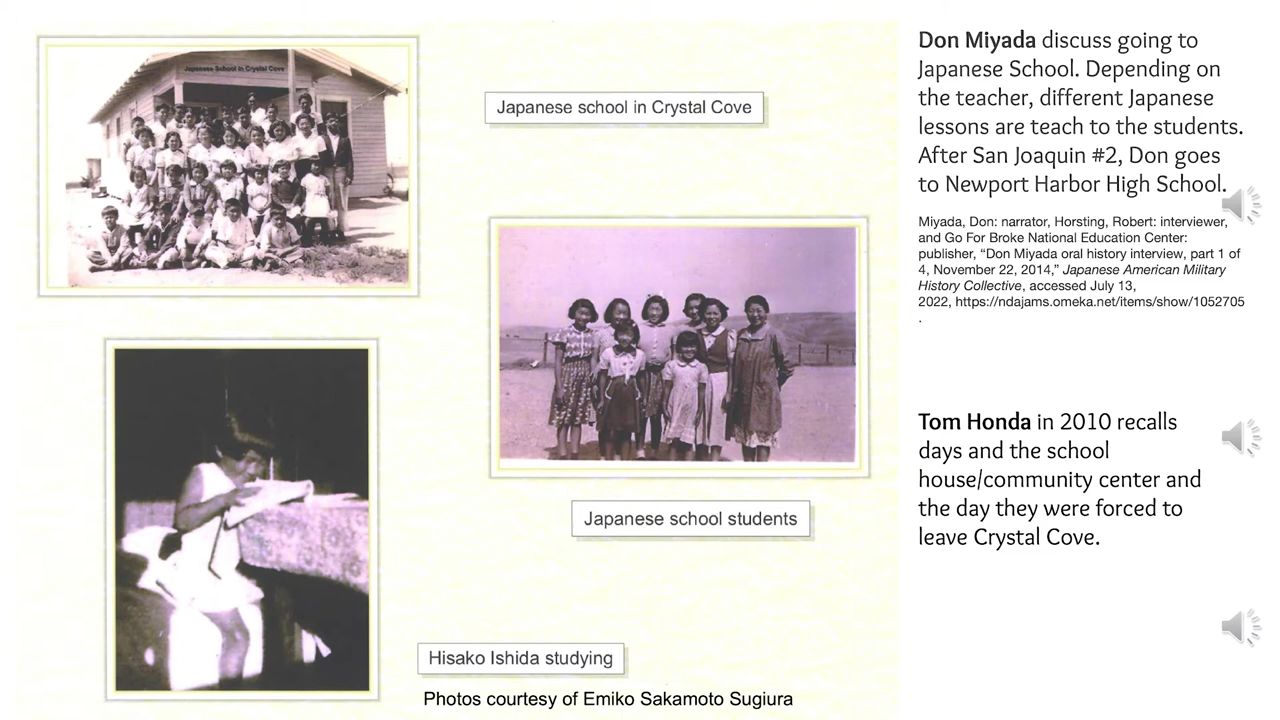 Japanese School in Crystal Cove
Japanese school in Crystal Cove
Japanese school students
Hisako Ishida studying
Photos courtesy of Emiko Sakamoto Sugiura
Don Miyada discuss going to
Japanese School. Depending on
the teacher, different Japanese
lessons are teach to the students.
After San Joaquin #2, Don goes
to Newport Harbor High School.
Miyada, Don: narrator, Horsting, Robert: interviewer,
and Go For Broke National Education Center:
publisher, “Don Miyada oral history interview, part 1 of
4, November 22, 2014,” Japanese American Military
History Collective, accessed July 13,
2022, https://ndajams.omeka.net/items/show/1052705
.
Tom Honda in 2010 recalls
days and the school
house/community center and
the day they were forced to
leave Crystal Cove.